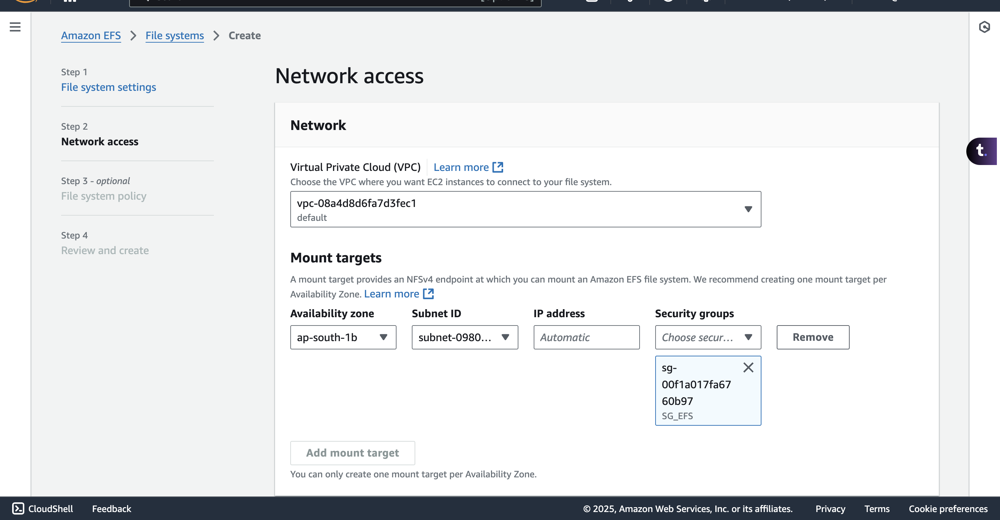 Amazon EFS > File systems > Create
Step 1
File system settings
Step 2
Network access
Step 3 - optional
File system policy
Step 4
Review and create
Network access
Network
Virtual Private Cloud (VPC)
Learn more
Choose the VPC where you want EC2 instances to connect to your file system.
vpc-08a4d8d6fa7d3fec1
default
Mount targets
A mount target provides an NFSv4 endpoint at which you can mount an Amazon EFS file system. We recommend creating one mount target per
Availability Zone. Learn more
Availability zone Subnet ID IP address Security groups
ap-south-1b subnet-0980... Automatic Choose secur... Remove
sg-
00f1a017fa67
60b97
SG_EFS
Add mount target
You can only create one mount target per Availability Zone.
t.
CloudShell Feedback © 2025, Amazon Web Services, Inc. or its affiliates. Privacy Terms Cookie preferences